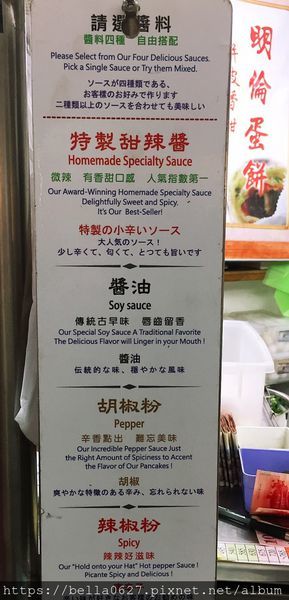 請選醬料
醬料四種 自由搭配
Please Select from Our Four Delicious Sauces.
Pick a Single Sauce or Try them Mixed.
ソースが四種類である、
お客様のお好みで作ります
二種類以上のソースを合わせても美味しい
特製甜辣醬
Homemade Specialty Sauce
微辣 有香甜口感 人氣指數第一
Our Award-Winning Homemade Specialty Sauce
Delightfully Sweet and Spicy.
It's Our Best-Seller!
特製の小辛いソース
大人気のソース!
少し辛くて、匂くて、とつても旨いです
醬油
Soy sauce
傳統古早味 唇齒留香
Our Special Soy Sauce A Traditional Favorite
The Delicious Flavor will Linger in your Mouth !
醬油
伝統的な味、穏やかな風味
胡椒粉
Pepper
辛香點出 難忘美味
Our Incredible Pepper Sauce Just
the Right Amount of Spiciness to Accent
the Flavor of Our Pancakes !
胡椒
爽やかな特徴のある辛み、忘れられない味
辣椒粉
Spicy
辣辣好滋味
Our "Hold onto your Hat" Hot pepper Sauce !
Picante Spicy and Delicious !
明倫蛋餅
https://bella0627.pixnet.net/album